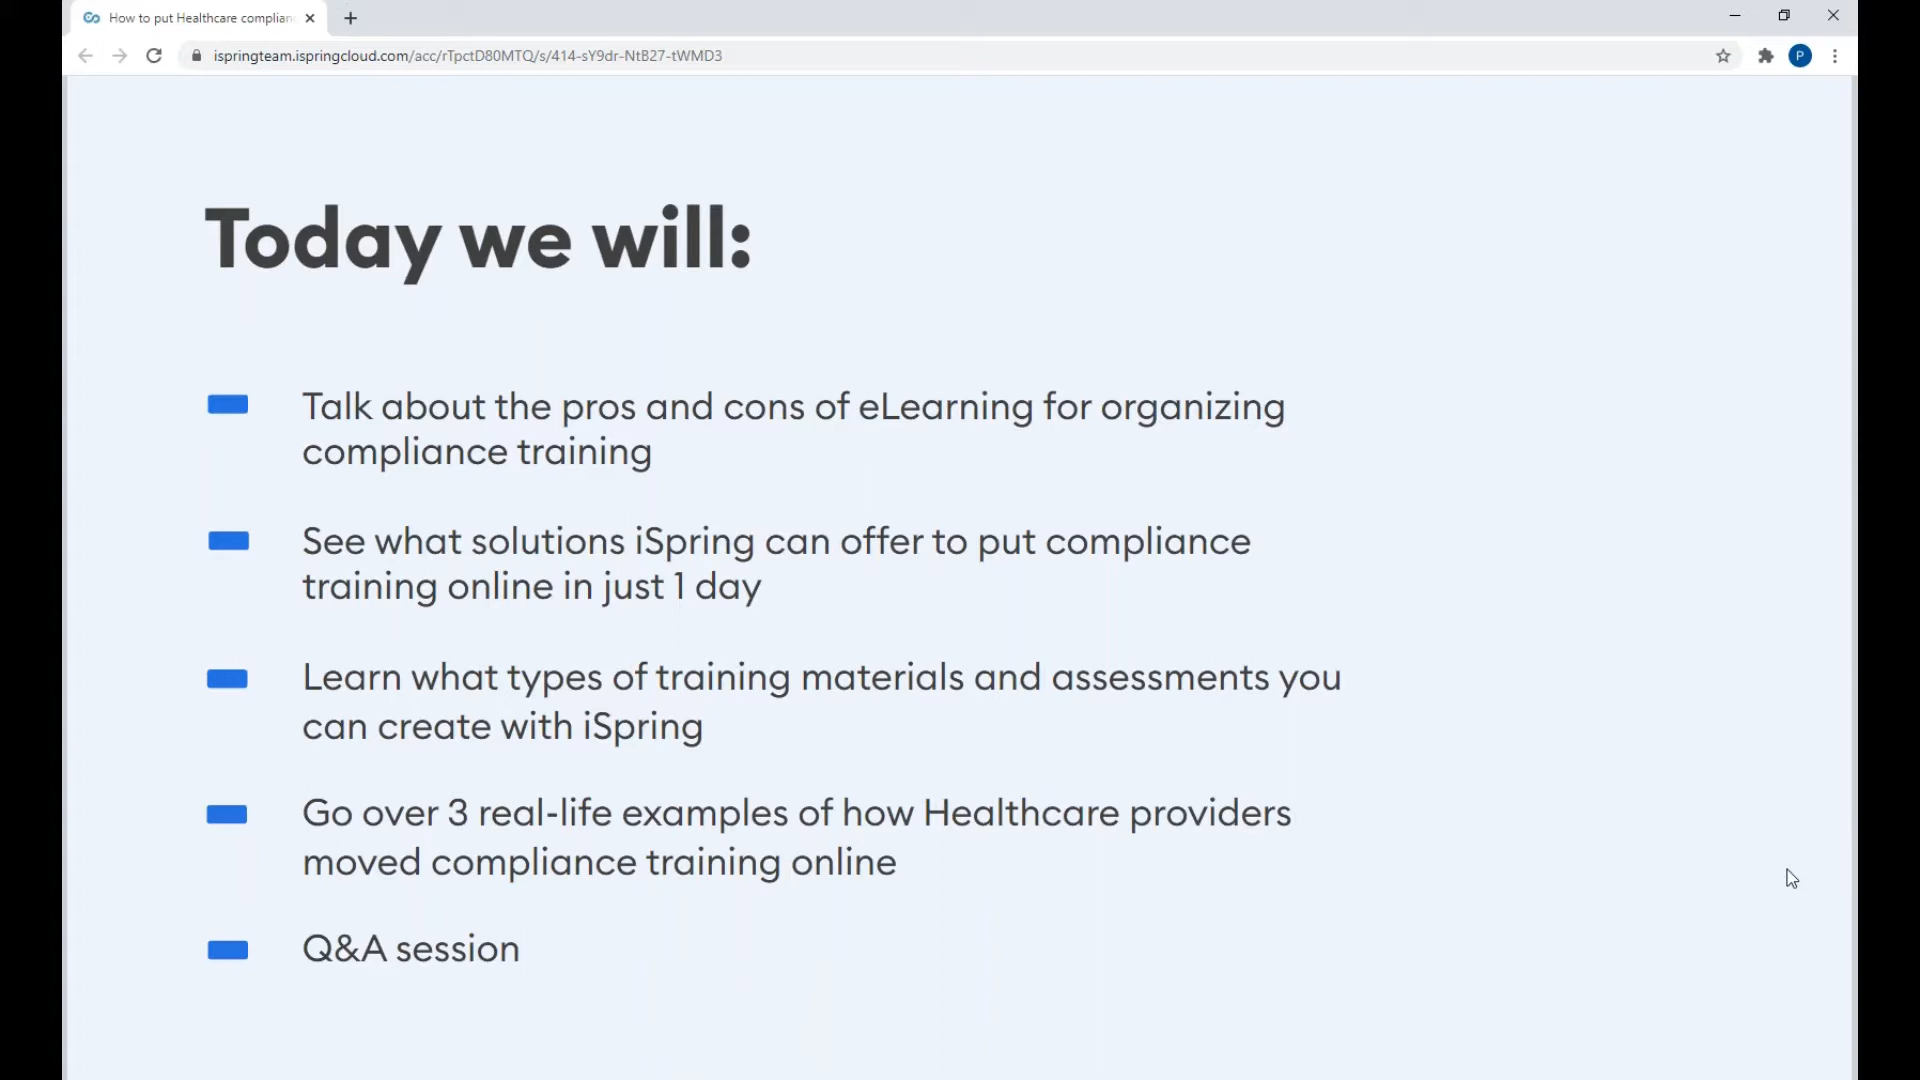 How to put Healthcare complian
ispringteam.ispringcloud.com/acc/rTpctD80MTQ/s/414-sY9dr-NtB27-tWMD3
P
Today we will:
Talk about the pros and cons of eLearning for organizing
compliance training
See what solutions iSpring can offer to put compliance
training online in just 1 day
Learn what types of training materials and assessments you
can create with iSpring
Go over 3 real-life examples of how Healthcare providers
moved compliance training online
Q&A session